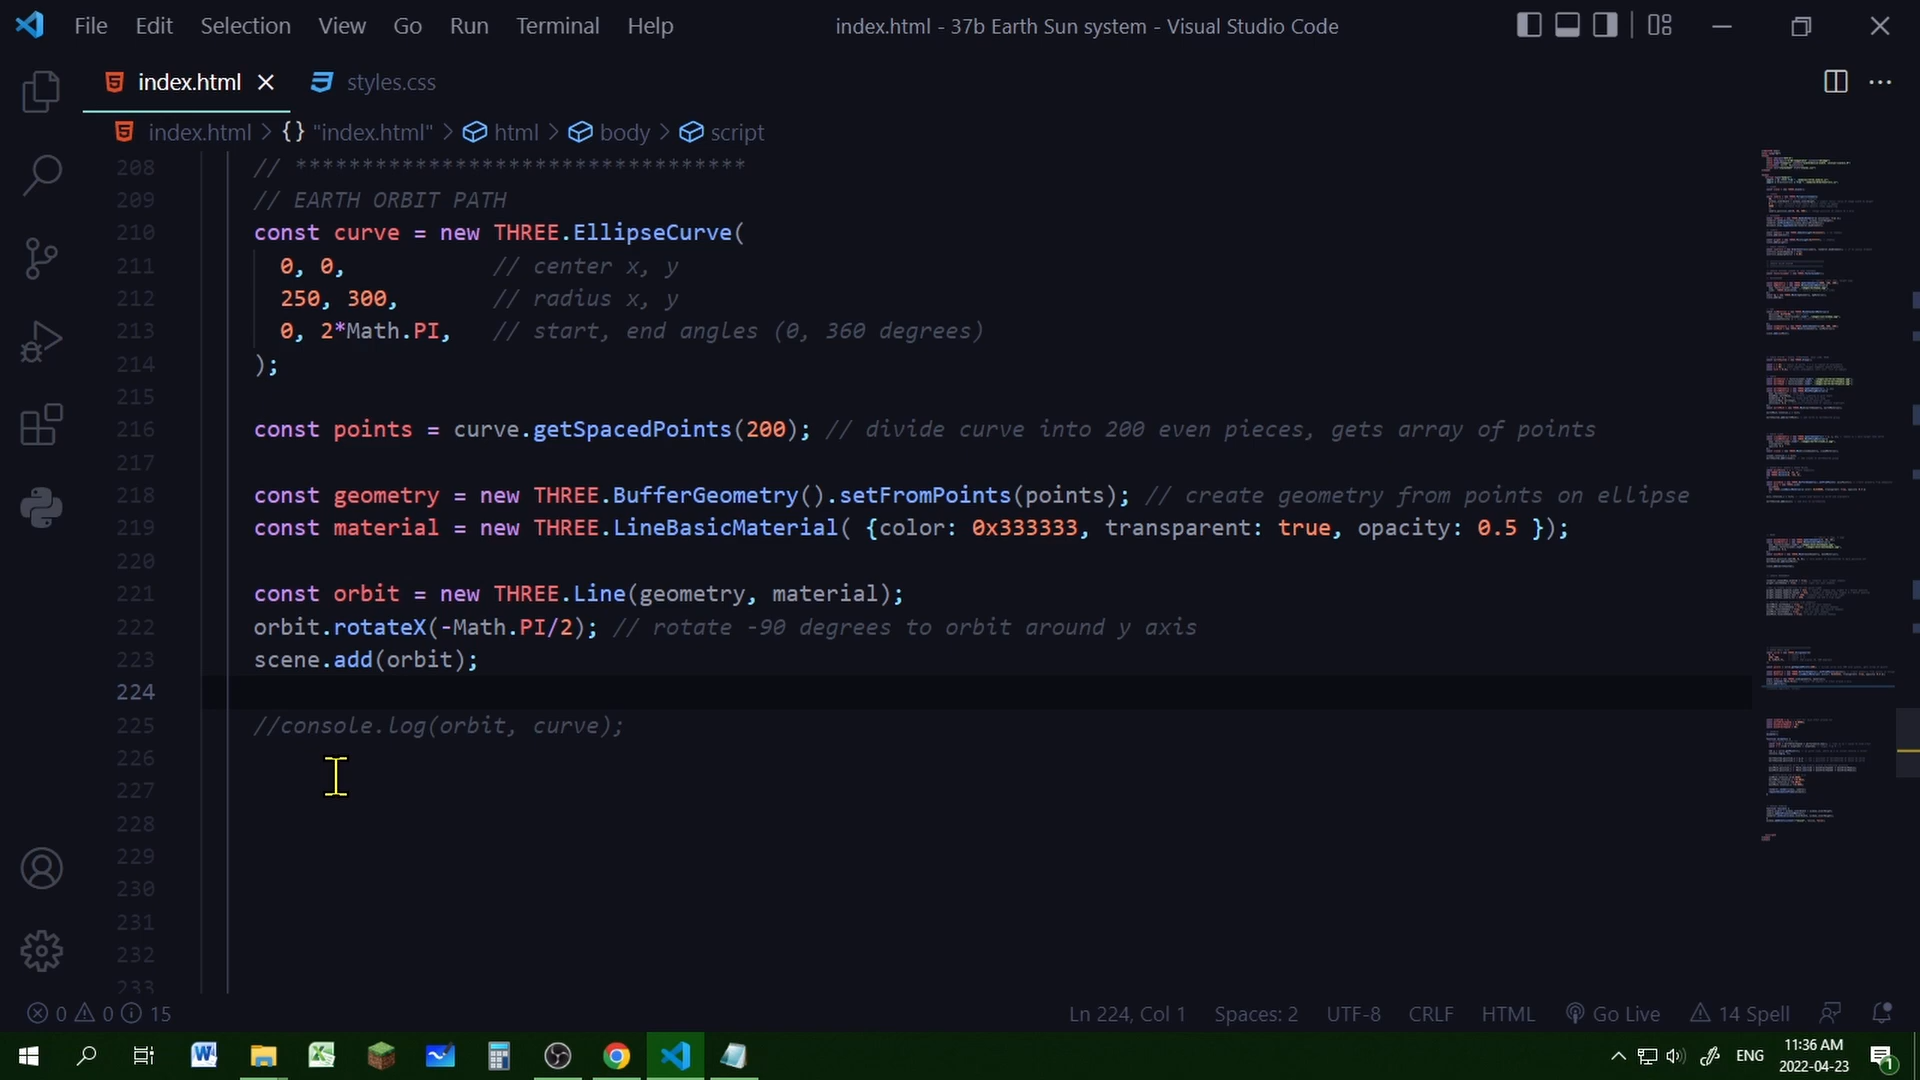 File Edit Selection View Go Run Terminal Help index.html - 37b Earth Sun system - Visual Studio Code
index.html styles.css
index.html > {} "index.html" > html > body > script
208 // **********************************
209 // EARTH ORBIT PATH
210 const curve = new THREE.EllipseCurve(
211 0, 0, // center x, y
212 250, 300, // radius x, y
213 0, 2*Math.PI, // start, end angles (0, 360 degrees)
214 );
215
216 const points = curve.getSpacedPoints(200); // divide curve into 200 even pieces, gets array of points
217
218 const geometry = new THREE.BufferGeometry().setFromPoints(points); // create geometry from points on ellipse
219 const material = new THREE.LineBasicMaterial( {color: 0x333333, transparent: true, opacity: 0.5 });
220
221 const orbit = new THREE.Line(geometry, material);
222 orbit.rotateX(-Math.PI/2); // rotate -90 degrees to orbit around y axis
223 scene.add(orbit);
224
225 //console.log(orbit, curve);
226
227
228
229
230
231
232
233
0 0 15 Ln 224, Col 1 Spaces: 2 UTF-8 CRLF HTML Go Live 14 Spell
ENG 11:36 AM
2022-04-23
1